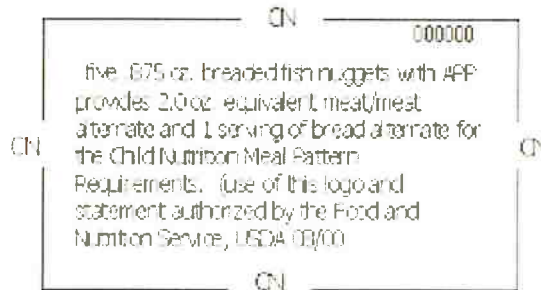 CN
000000
five .875 oz. breaded fish nuggets with APP
provides 2.0 oz. equivalent meat/meat
alternate and 1 serving of bread alternate for
CN
CN
the Child Nutrition Meal Pattern
Requirements. (use of this logo and
statement authorized by the Food and
Nutrition Service, USDA 03/00
CN